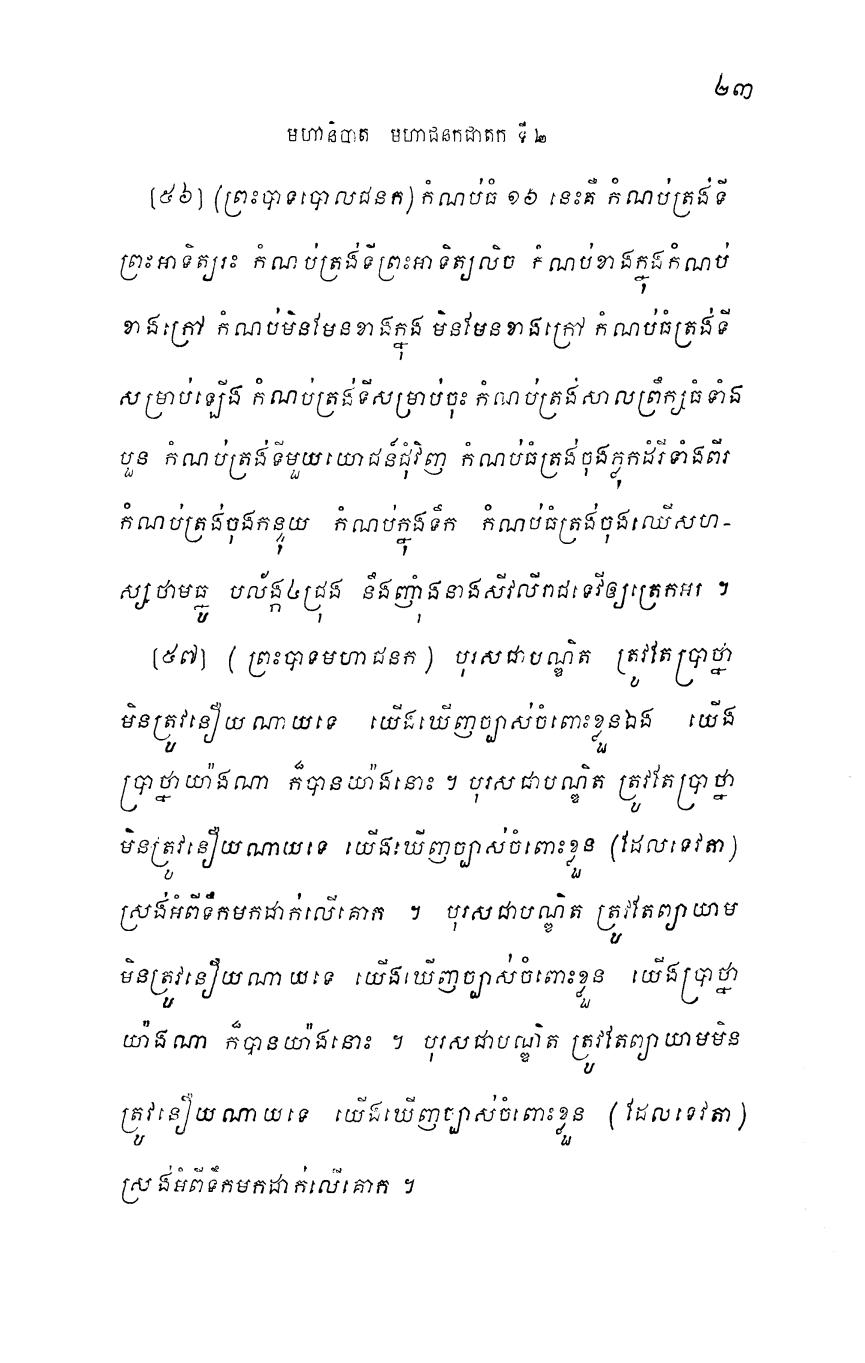 ២៣
មហានិបាត មហាជនកជាតក ទី ២
[៥៦] (ព្រះបាទបោលជនក) កំណប់ធំ ១៦ នេះគឺ កំណប់ត្រង់ទី
ព្រះអាទិត្យរះ កំណប់ត្រង់ទីព្រះអាទិត្យលិច កំណប់ខាងក្នុងកំណប់
ខាងក្រៅ កំណប់មិនមែនខាងក្នុង មិនមែនខាងក្រៅ កំណប់ធំត្រង់ទី
សម្រាប់ឡើង កំណប់ត្រង់ទីសម្រាប់ចុះ កំណប់ត្រង់សាលព្រឹក្សធំទាំង
បួន កំណប់ត្រង់ទីមួយយោជន៍ជុំវិញ កំណប់ធំត្រង់ចុងភ្លុកដំរីទាំងពីរ
កំណប់ត្រង់ចុងកន្ទុយ កំណប់ក្នុងទឹក កំណប់ធំត្រង់ចុងឈើសហ-
ស្សថាមធ្នូ បល័ង្ក៤ជ្រុង នឹងញ៉ាំងនាងសីវលីរាជទេវីឲ្យត្រេកអរ ។
[៥៧] (ព្រះបាទមហាជនក) បុរសជាបណ្ឌិត ត្រូវតែប្រាថ្នា
មិនត្រូវនឿយណាយទេ យើងឃើញច្បាស់ចំពោះខ្លួនឯង យើង
ប្រាថ្នាយ៉ាងណា ក៏បានយ៉ាងនោះ ។ បុរសជាបណ្ឌិត ត្រូវតែប្រាថ្នា
មិនត្រូវនឿយណាយទេ យើងឃើញច្បាស់ចំពោះខ្លួន (ដែលទេវតា)
ស្រង់អំពីទឹកមកដាក់លើគោក ។ បុរសជាបណ្ឌិត ត្រូវតែព្យាយាម
មិនត្រូវនឿយណាយទេ យើងឃើញច្បាស់ចំពោះខ្លួន យើងប្រាថ្នា
យ៉ាងណា ក៏បានយ៉ាងនោះ ។ បុរសជាបណ្ឌិត ត្រូវតែព្យាយាមមិន
ត្រូវនឿយណាយទេ យើងឃើញច្បាស់ចំពោះខ្លួន (ដែលទេវតា)
ស្រង់អំពីទឹកមកដាក់លើគោក ។